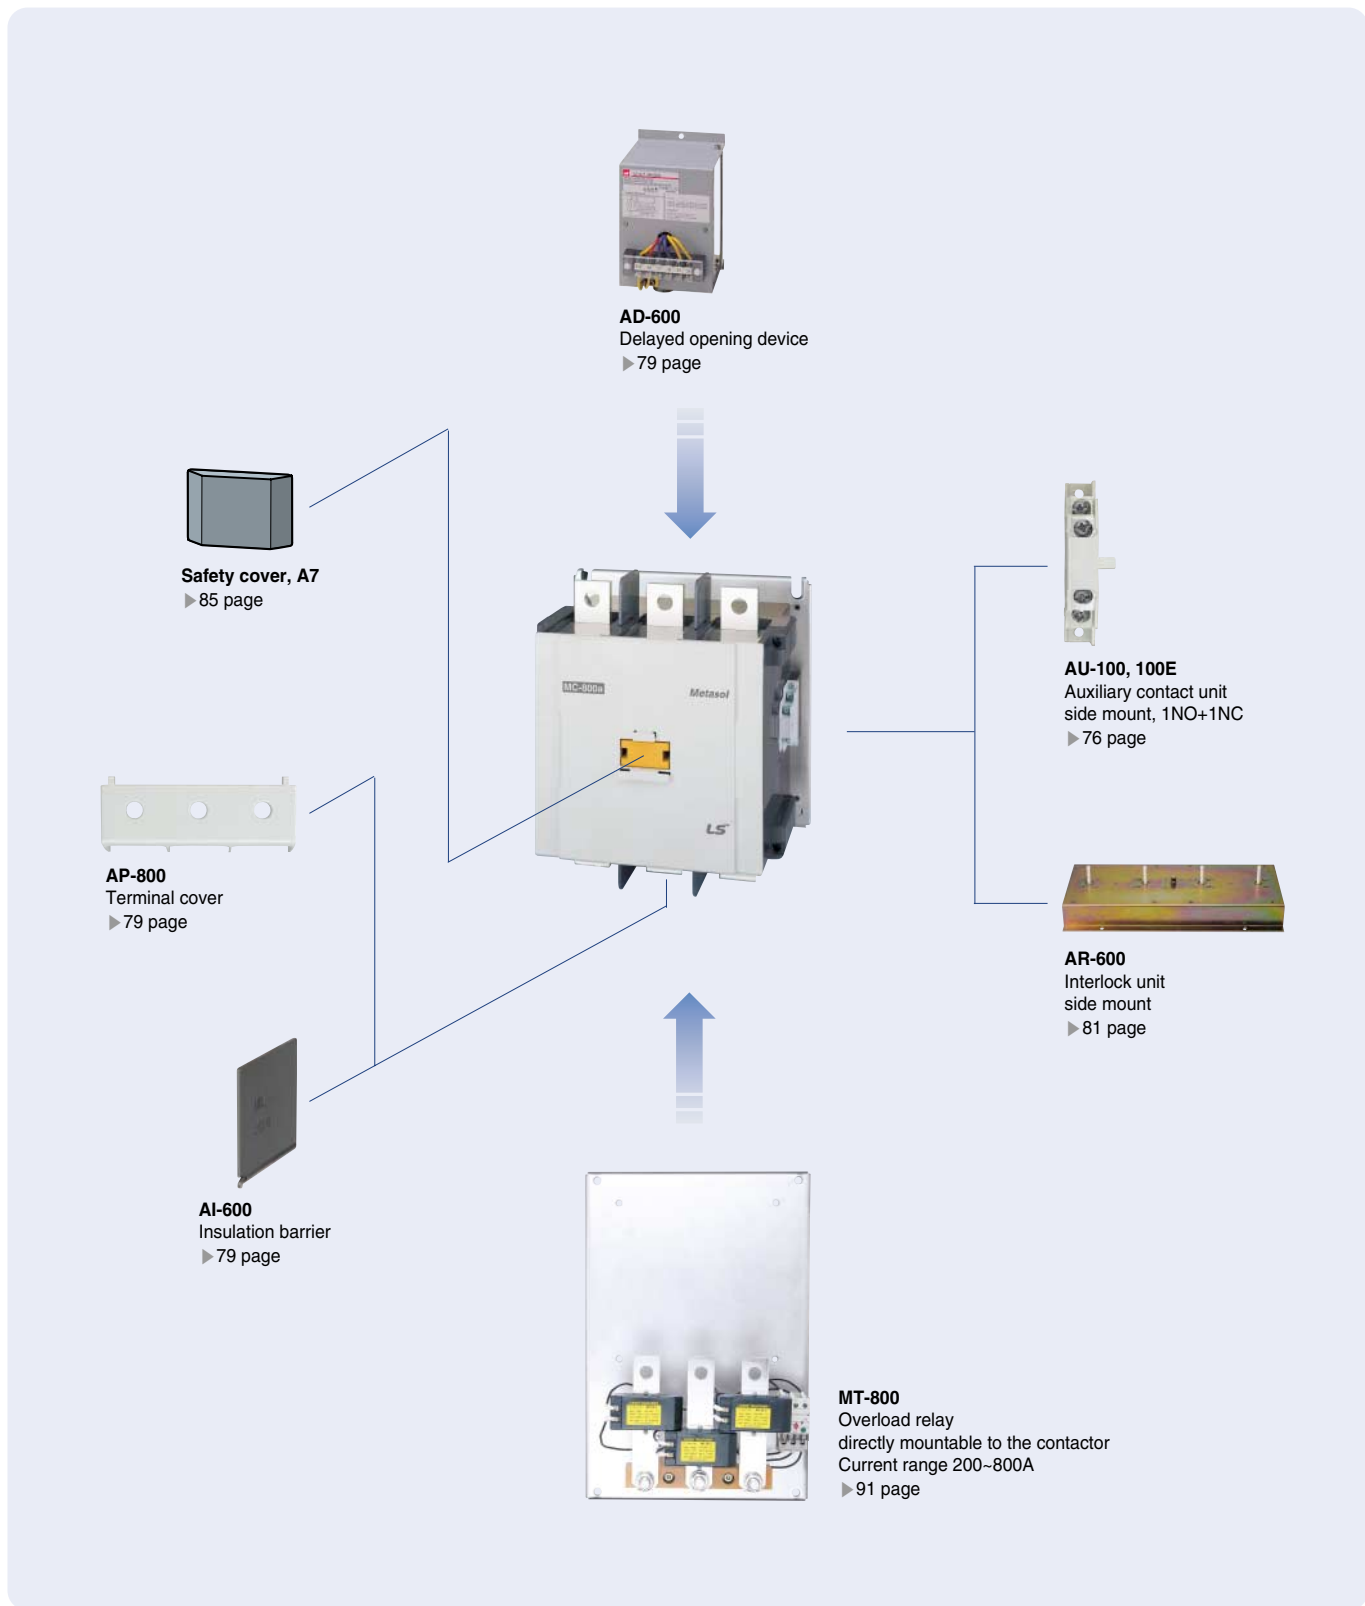 AD-600
Delayed opening device
79 page
Safety cover, A7
85 page
AU-100, 100E
Auxiliary contact unit
side mount, 1NO+1NC
76 page
Metasol
LS
AP-800
Terminal cover
79 page
AR-600
Interlock unit
side mount
81 page
AI-600
Insulation barrier
79 page
MT-800
Overload relay
directly mountable to the contactor
Current range 200~800A
91 page